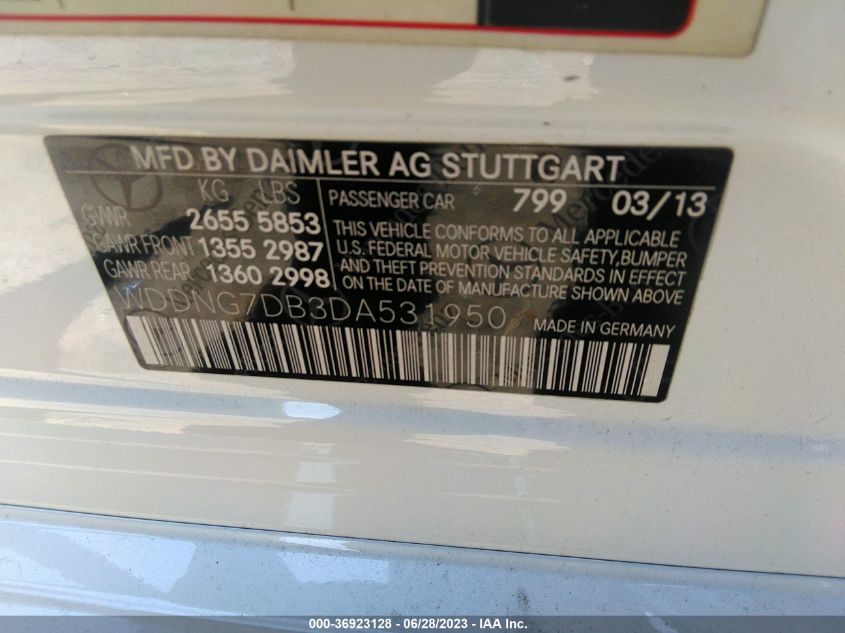 MFD BY DAIMLER AG STUTTGART
KG LBS
GVWR 2655 5853
GAWR FRONT 1355 2987
GAWR REAR 1360 2998
PASSENGER CAR 799 03/13
THIS VEHICLE CONFORMS TO ALL APPLICABLE
U.S. FEDERAL MOTOR VEHICLE SAFETY,BUMPER
AND THEFT PREVENTION STANDARDS IN EFFECT
ON THE DATE OF MANUFACTURE SHOWN ABOVE.
WDDNG7DB3DA531950
MADE IN GERMANY
000-36923128 - 06/28/2023 - © IAA Inc.